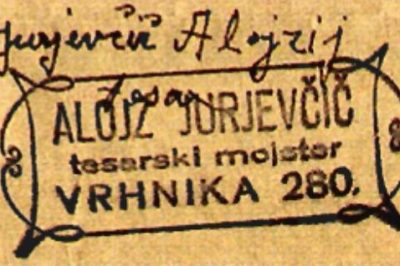 Jurjevčič Alojzij
tesar
ALOJZ JURJEVČIČ
tesarski mojster
VRHNIKA 280.